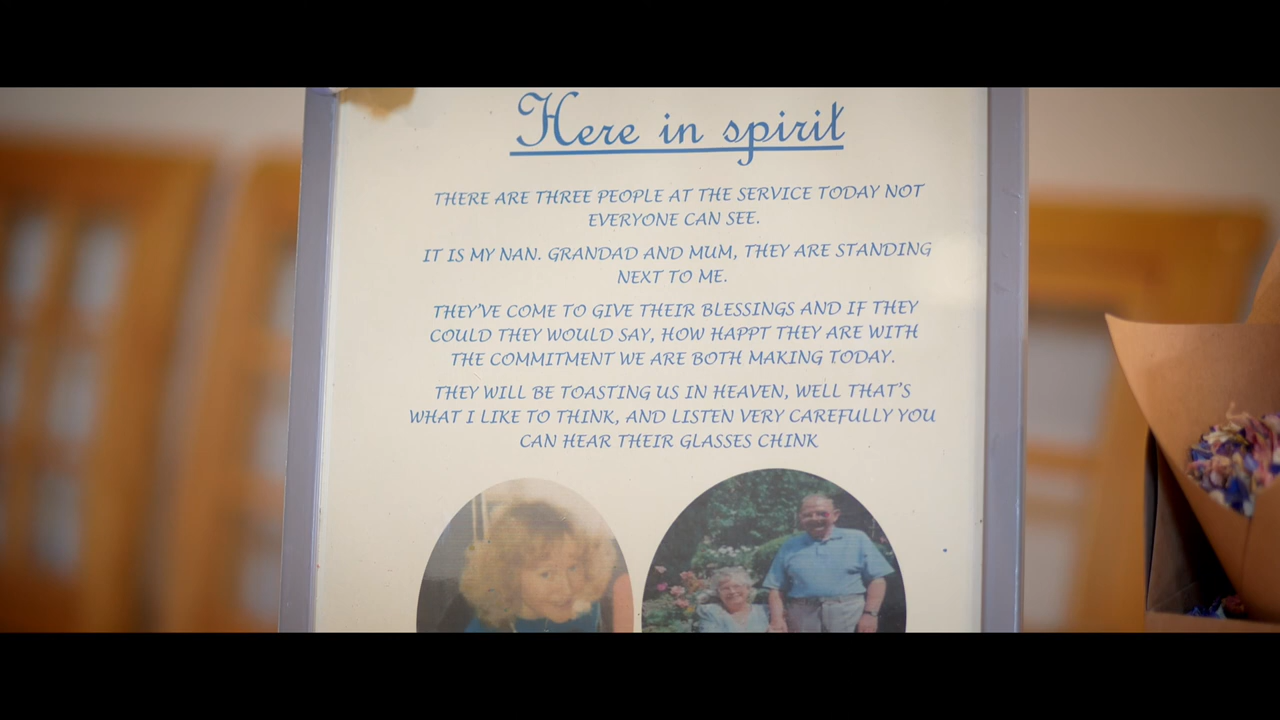 Here in spirit
THERE ARE THREE PEOPLE AT THE SERVICE TODAY NOT
EVERYONE CAN SEE.
IT IS MY NAN. GRANDAD AND MUM, THEY ARE STANDING
NEXT TO ME.
THEY'VE COME TO GIVE THEIR BLESSINGS AND IF THEY
COULD THEY WOULD SAY, HOW HAPPT THEY ARE WITH
THE COMMITMENT WE ARE BOTH MAKING TODAY.
THEY WILL BE TOASTING US IN HEAVEN, WELL THAT'S
WHAT I LIKE TO THINK, AND LISTEN VERY CAREFULLY YOU
CAN HEAR THEIR GLASSES CHINK